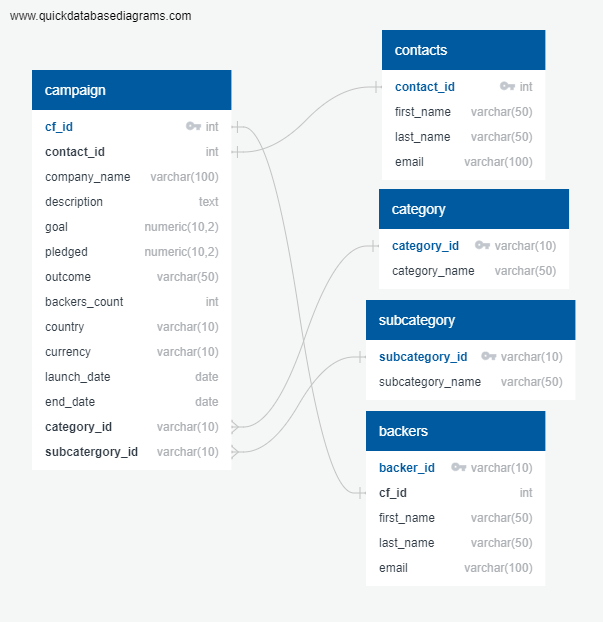 www.quickdatabasediagrams.com
campaign
cf_id int
contact_id int
company_name varchar(100)
description text
goal numeric(10,2)
pledged numeric(10,2)
outcome varchar(50)
backers_count int
country varchar(10)
currency varchar(10)
launch_date date
end_date date
category_id varchar(10)
subcatergory_id varchar(10)
contacts
contact_id int
first_name varchar(50)
last_name varchar(50)
email varchar(100)
category
category_id varchar(10)
category_name varchar(50)
subcategory
subcategory_id varchar(10)
subcategory_name varchar(50)
backers
backer_id varchar(10)
cf_id int
first_name varchar(50)
last_name varchar(50)
email varchar(100)